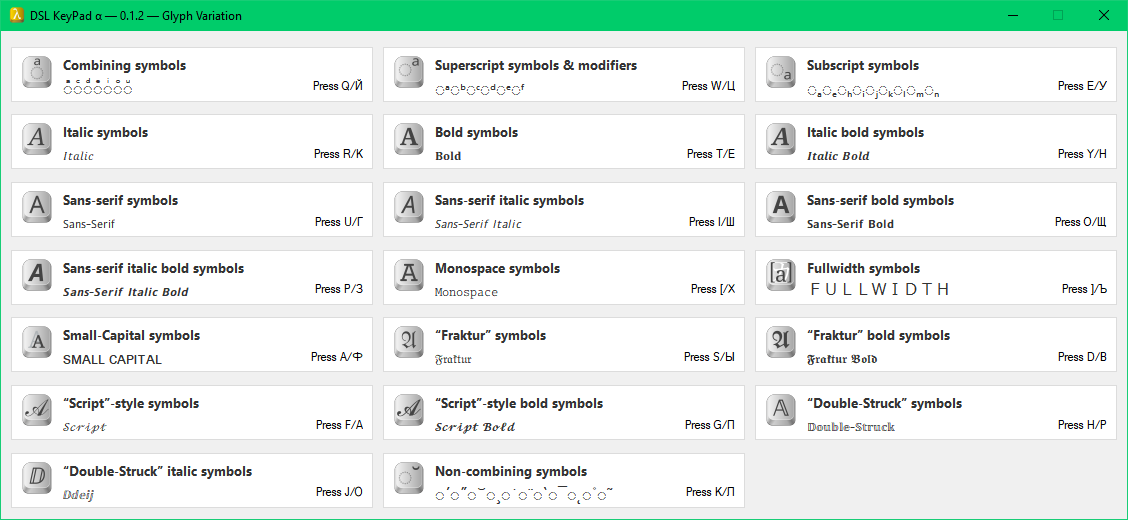 DSL KeyPad α — 0.1.2 — Glyph Variation
Combining symbols
◌ͣ◌ͨ◌ͩ◌ͤ◌ͥ◌ͦ◌ͧ
Press Q/Й
Superscript symbols & modifiers
◌ᵃ◌ᵇ◌ᶜ◌ᵈ◌ᵉ◌ᶠ
Press W/Ц
Subscript symbols
◌ₐ◌ₑ◌ₕ◌ᵢ◌ⱼ◌ₖ◌ₗ◌ₘ◌ₙ
Press E/У
Italic symbols
𝐼𝑡𝑎𝑙𝑖𝑐
Press R/К
Bold symbols
𝐁𝐨𝐥𝐝
Press T/Е
Italic bold symbols
𝑰𝒕𝒂𝒍𝒊𝒄 𝑩𝒐𝒍𝒅
Press Y/Н
Sans-serif symbols
𝖲𝖺𝗇𝗌-𝖲𝖾𝗋𝗂𝖿
Press U/Г
Sans-serif italic symbols
𝘚𝘢𝘯𝘴-𝘚𝘦𝘳𝘪𝘧 𝘐𝘵𝘢𝘭𝘪𝘤
Press I/Ш
Sans-serif bold symbols
𝗦𝗮𝗻𝘀-𝗦𝗲𝗿𝗶𝗳 𝗕𝗼𝗹𝗱
Press O/Щ
Sans-serif italic bold symbols
𝙎𝙖𝙣𝙨-𝙎𝙚𝙧𝙞𝙛 𝙄𝙩𝙖𝙡𝙞𝙘 𝘽𝙤𝙡𝙙
Press P/З
Monospace symbols
𝙼𝚘𝚗𝚘𝚜𝚙𝚊𝚌𝚎
Press [/Х
Fullwidth symbols
ＦＵＬＬＷＩＤＴＨ
Press ]/Ъ
Small-Capital symbols
SMALL CAPITAL
Press A/Ф
“Fraktur” symbols
𝔉𝔯𝔞𝔨𝔱𝔲𝔯
Press S/Ы
“Fraktur” bold symbols
𝕱𝖗𝖆𝖐𝖙𝖚𝖗 𝕭𝖔𝖑𝖉
Press D/В
“Script”-style symbols
𝒮𝒸𝓇𝒾𝓅𝓉
Press F/А
“Script”-style bold symbols
𝓢𝓬𝓻𝓲𝓹𝓽 𝓑𝓸𝓵𝓭
Press G/П
“Double-Struck” symbols
𝔻𝕠𝕦𝕓𝕝𝕖-𝕊𝕥𝕣𝕦𝕔𝕜
Press H/Р
“Double-Struck” italic symbols
ⅅⅆⅇⅈⅉ
Press J/О
Non-combining symbols
Press K/Л